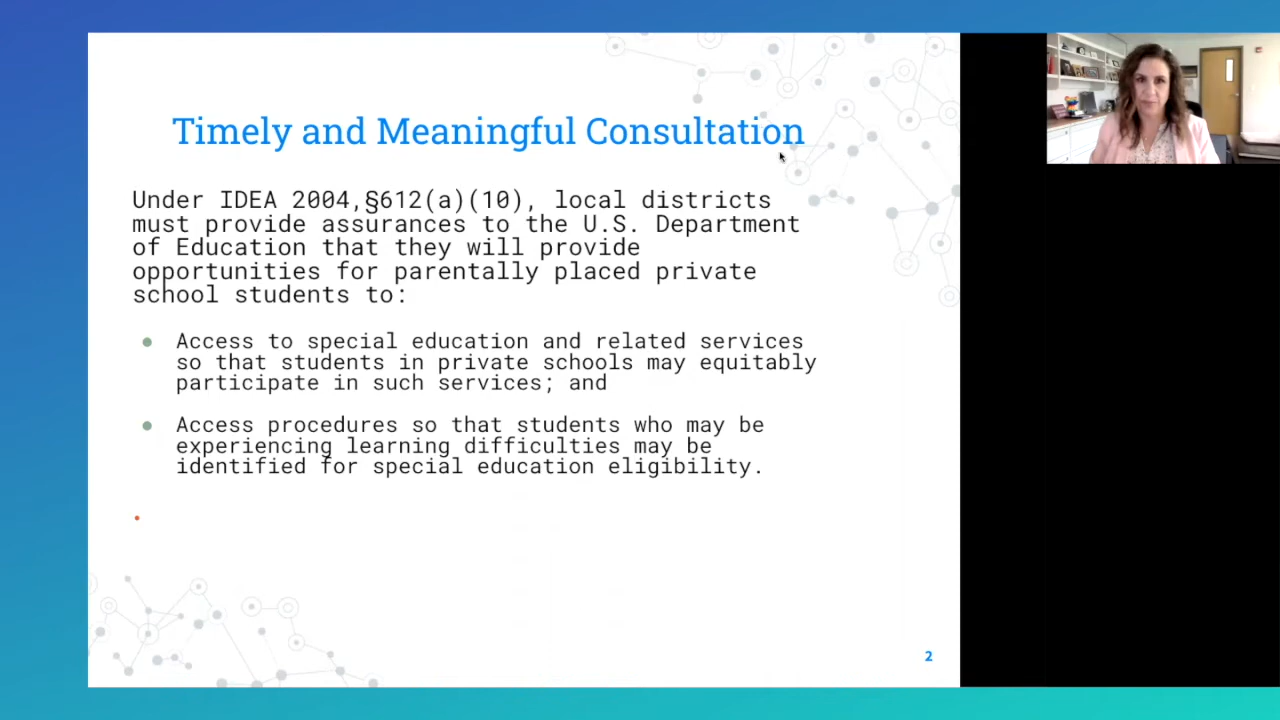 Timely and Meaningful Consultation
Under IDEA 2004,§612(a)(10), local districts
must provide assurances to the U.S. Department
of Education that they will provide
opportunities for parentally placed private
school students to:
● Access to special education and related services
so that students in private schools may equitably
participate in such services; and
● Access procedures so that students who may be
experiencing learning difficulties may be
identified for special education eligibility.
2